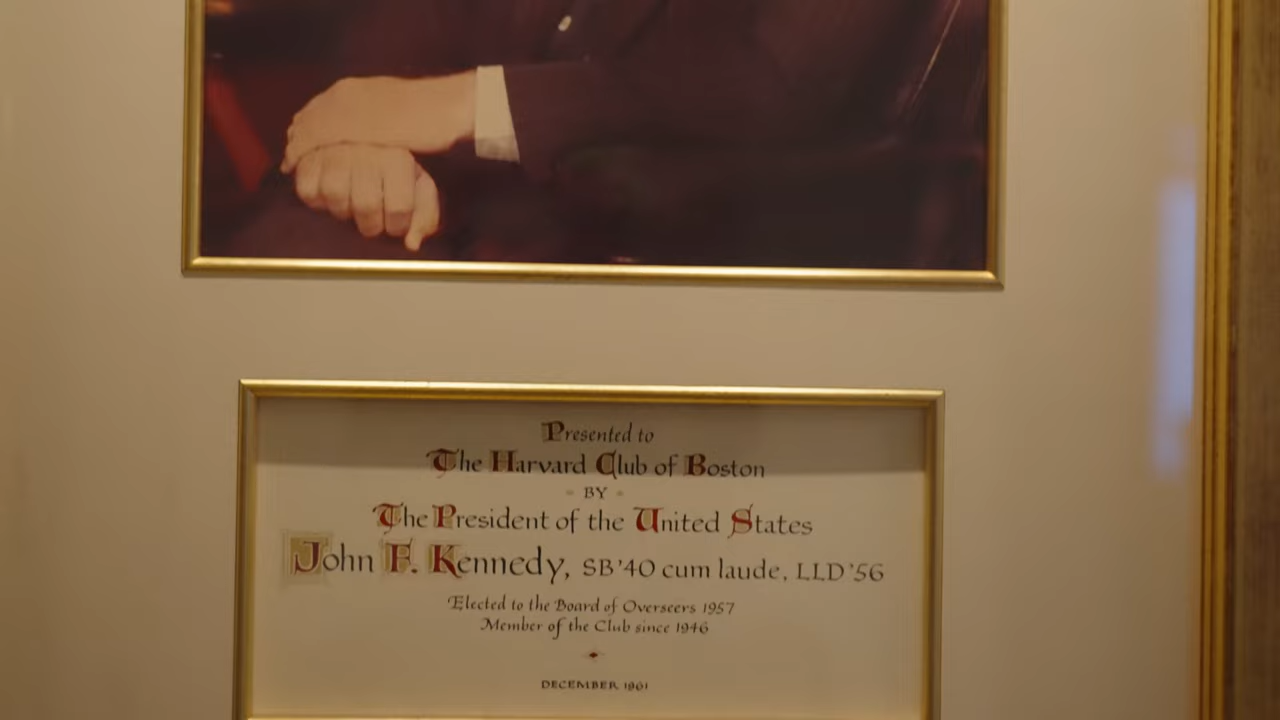 Presented to
The Harvard Club of Boston
- BY -
The President of the United States
John F. Kennedy, SB '40 cum laude, LLD '56
Elected to the Board of Overseers 1957
Member of the Club since 1946
DECEMBER 1961